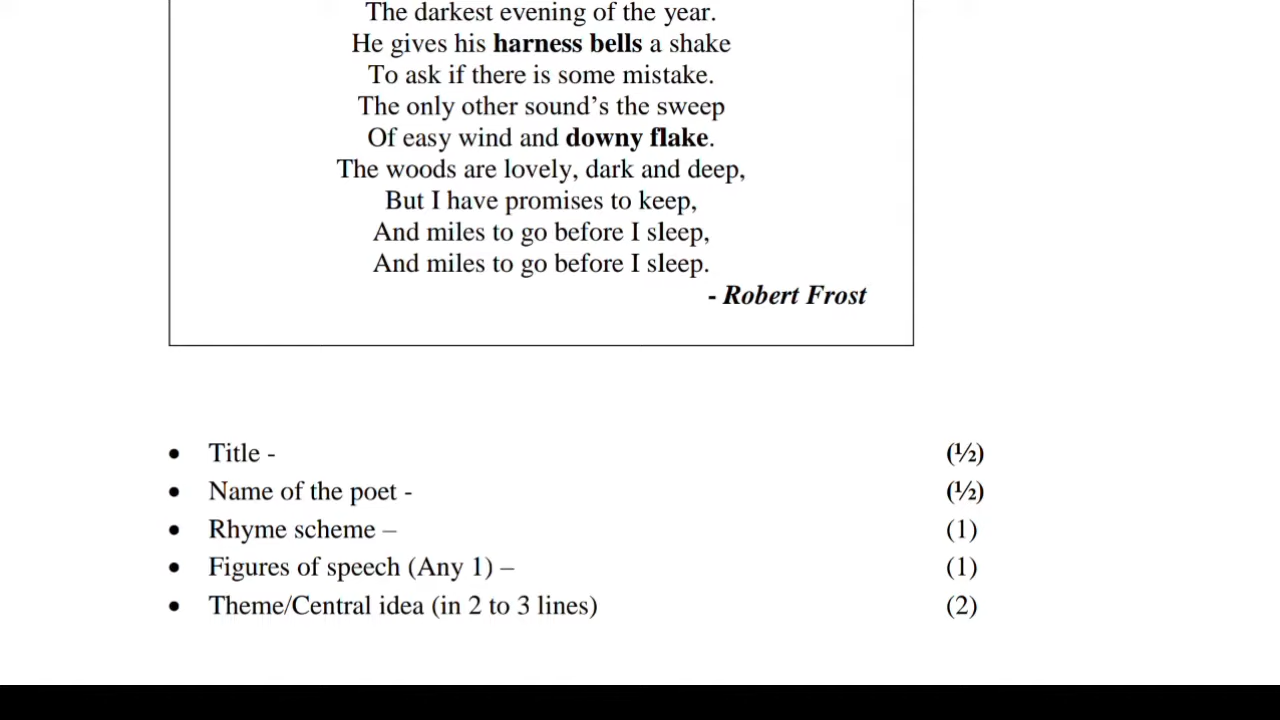 The darkest evening of the year.
He gives his harness bells a shake
To ask if there is some mistake.
The only other sound’s the sweep
Of easy wind and downy flake.
The woods are lovely, dark and deep,
But I have promises to keep,
And miles to go before I sleep,
And miles to go before I sleep.
- Robert Frost
• Title - (½)
• Name of the poet - (½)
• Rhyme scheme – (1)
• Figures of speech (Any 1) – (1)
• Theme/Central idea (in 2 to 3 lines) (2)